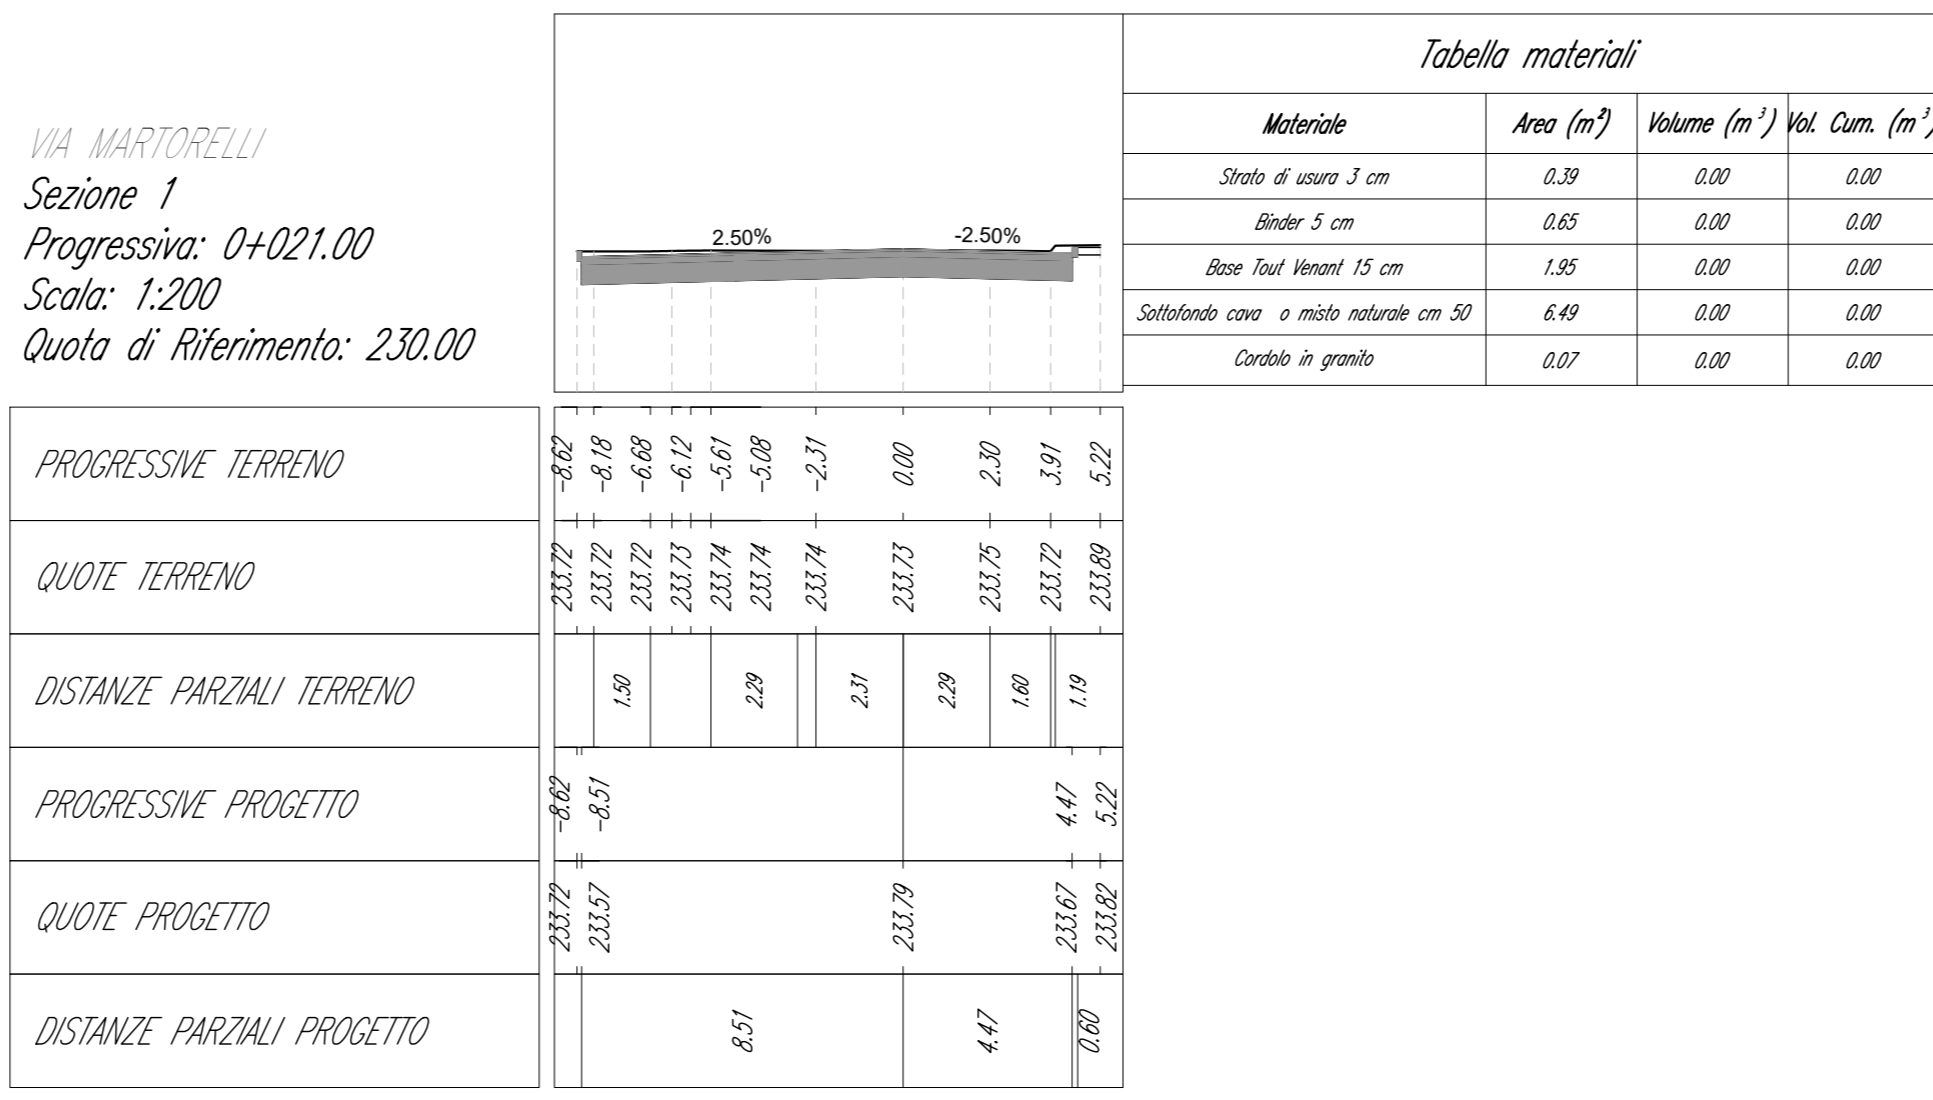 VIA MARTORELLI
Sezione 1
Progressiva: 0+021.00
Scala: 1:200
Quota di Riferimento: 230.00
2.50% -2.50%
Tabella materiali
Materiale Area (m²) Volume (m³) Vol. Cum. (m³)
Strato di usura 3 cm 0.39 0.00 0.00
Binder 5 cm 0.65 0.00 0.00
Base Tout Venant 15 cm 1.95 0.00 0.00
Sottofondo cava o misto naturale cm 50 6.49 0.00 0.00
Cordolo in granito 0.07 0.00 0.00
PROGRESSIVE TERRENO -8.62 -8.18 -6.68 -6.12 -5.61 -5.08 -2.31 0.00 2.30 3.91 5.22
QUOTE TERRENO 233.72 233.72 233.72 233.73 233.74 233.74 233.74 233.73 233.75 233.72 233.89
DISTANZE PARZIALI TERRENO 1.50 2.29 2.31 2.29 1.60 1.19
PROGRESSIVE PROGETTO -8.62 -8.51 4.47 5.22
QUOTE PROGETTO 233.72 233.57 233.79 233.67 233.82
DISTANZE PARZIALI PROGETTO 8.51 4.47 0.60